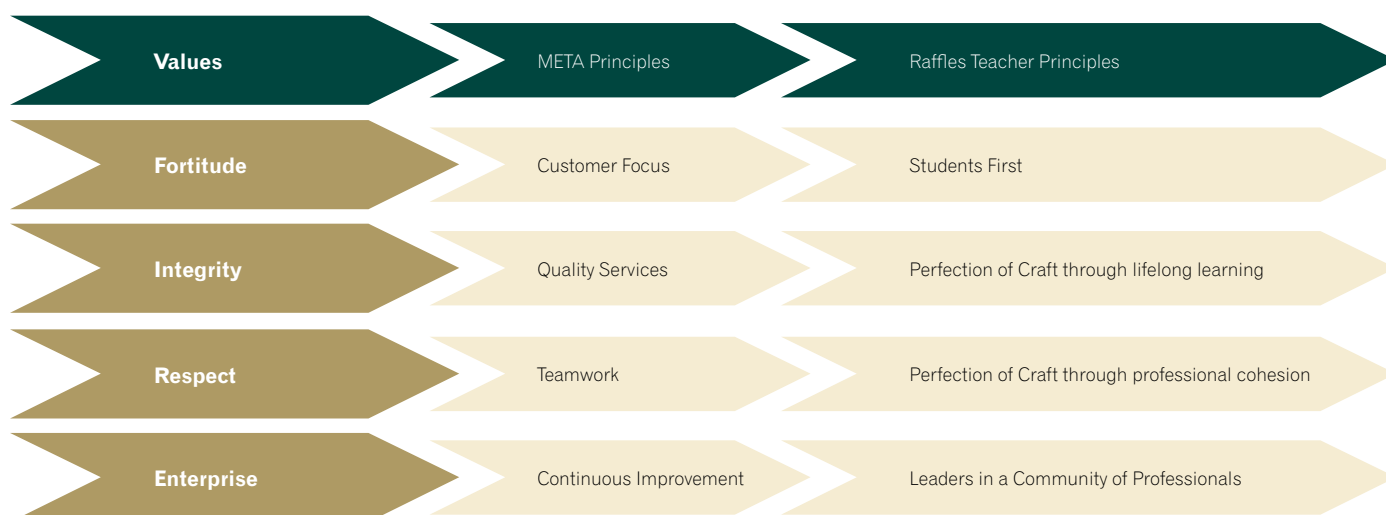 Values
META Principles
Raffles Teacher Principles
Fortitude
Customer Focus
Students First
Integrity
Quality Services
Perfection of Craft through lifelong learning
Respect
Teamwork
Perfection of Craft through professional cohesion
Enterprise
Continuous Improvement
Leaders in a Community of Professionals